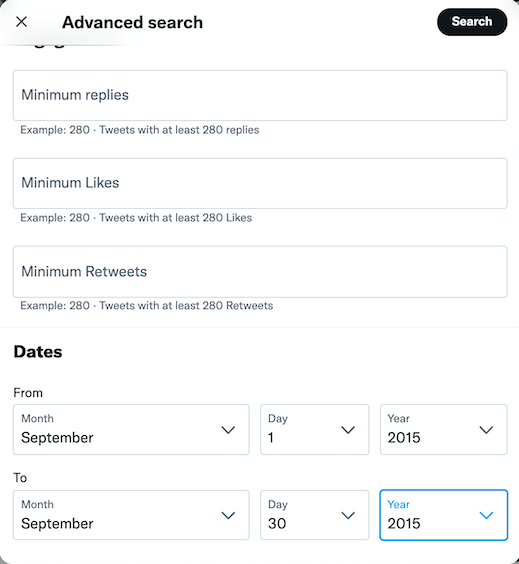 Advanced search
Search
Minimum replies
Example: 280 · Tweets with at least 280 replies
Minimum Likes
Example: 280 · Tweets with at least 280 Likes
Minimum Retweets
Example: 280 · Tweets with at least 280 Retweets
Dates
From
Month Day Year
September 1 2015
To
Month Day Year
September 30 2015